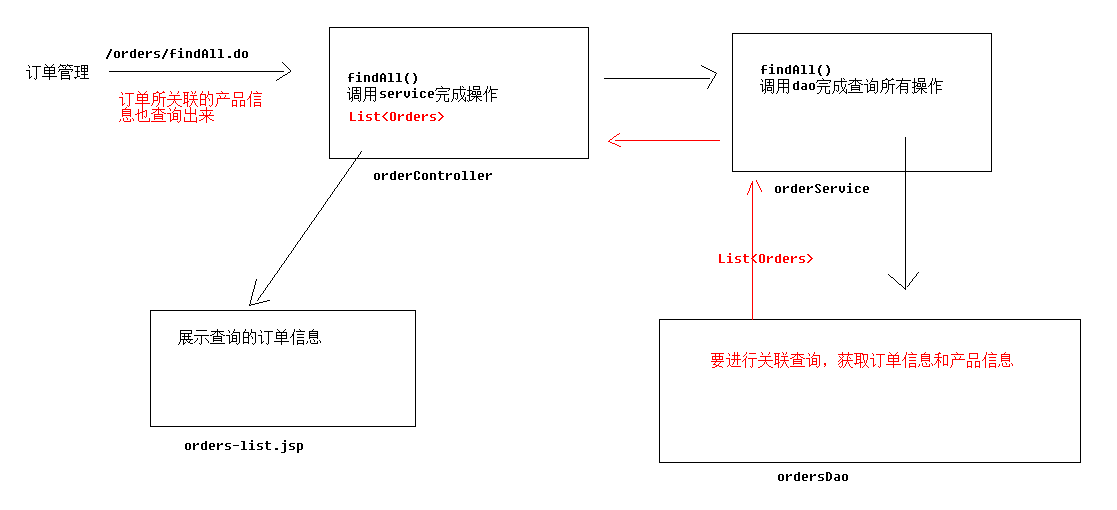 /orders/findAll.do
订单管理
订单所关联的产品信
息也查询出来
findAll()
调用service完成操作
List<Orders>
orderController
findAll()
调用dao完成查询所有操作
orderService
List<Orders>
展示查询的订单信息
orders-list.jsp
要进行关联查询，获取订单信息和产品信息
ordersDao